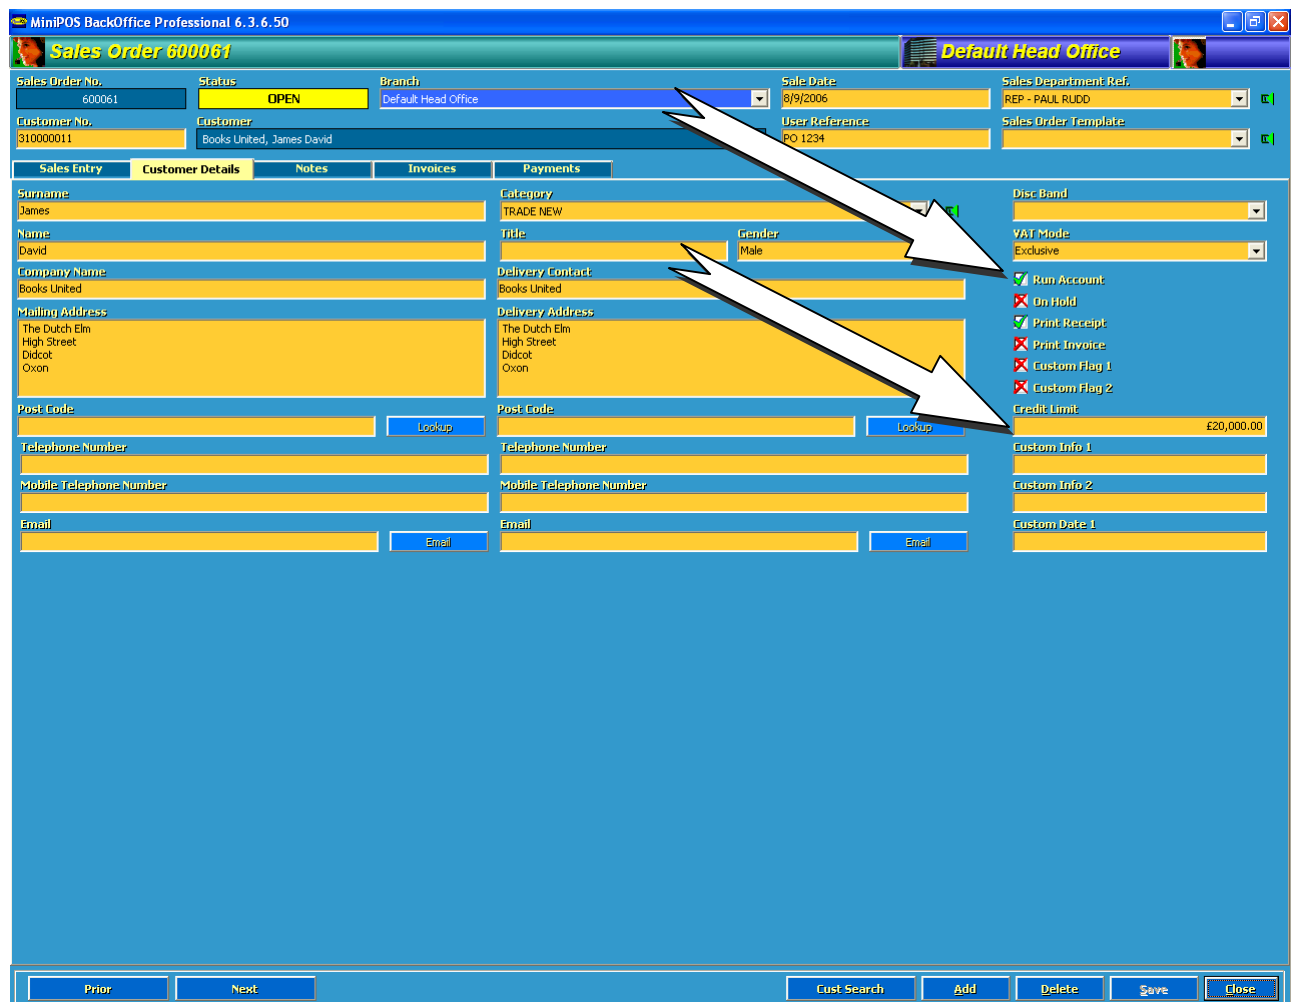 MiniPOS BackOffice Professional 6.3.6.50
Sales Order 600061
Default Head Office
Sales Order No.
Status
Branch
Sale Date
Sales Department Ref.
600061
OPEN
Default Head Office
8/9/2006
REP - PAUL RUDD
Customer No.
Customer
User Reference
Sales Order Template
310000011
Books United, James David
PO 1234
Sales Entry
Customer Details
Notes
Invoices
Payments
Surname
Category
Disc Band
James
TRADE NEW
Name
Title
Gender
VAT Mode
David
Male
Exclusive
Company Name
Delivery Contact
Run Account
Books United
Books United
On Hold
Mailing Address
Delivery Address
Print Receipt
The Dutch Elm
High Street
Didcot
Oxon
The Dutch Elm
High Street
Didcot
Oxon
Print Invoice
Custom Flag 1
Custom Flag 2
Post Code
Post Code
Credit Limit
Lookup
Lookup
£20,000.00
Telephone Number
Telephone Number
Custom Info 1
Mobile Telephone Number
Mobile Telephone Number
Custom Info 2
Email
Email
Custom Date 1
Email
Email
Prior
Next
Cust Search
Add
Delete
Save
Close